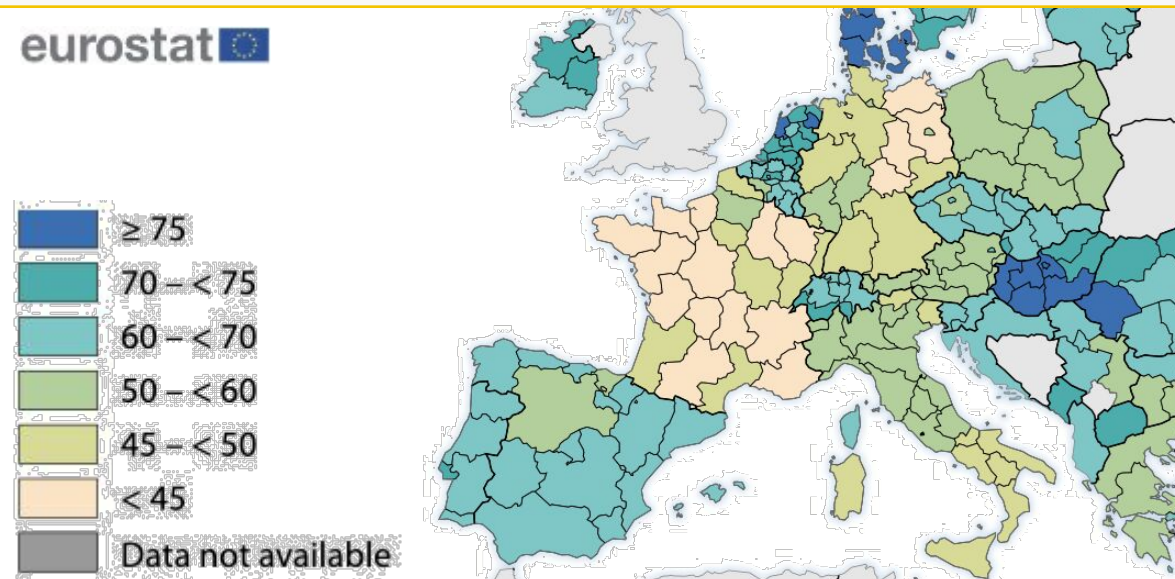 eurostat
≥ 75
70 – < 75
60 – < 70
50 – < 60
45 – < 50
< 45
Data not available